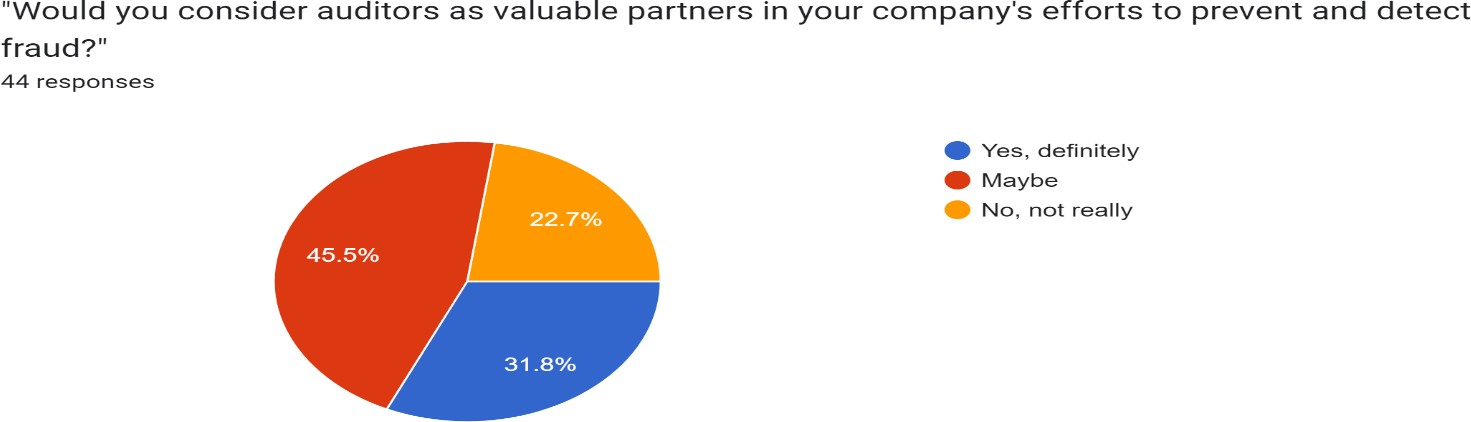 "Would you consider auditors as valuable partners in your company's efforts to prevent and detect
fraud?"
44 responses
Yes, definitely
Maybe
No, not really
22.7%
45.5%
31.8%